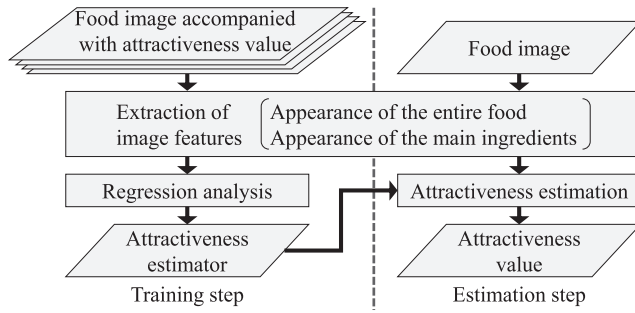 Food image accompanied
with attractiveness value
Food image
Extraction of
image features
Appearance of the entire food
Appearance of the main ingredients
Regression analysis
Attractiveness estimation
Attractiveness
estimator
Attractiveness
value
Training step
Estimation step